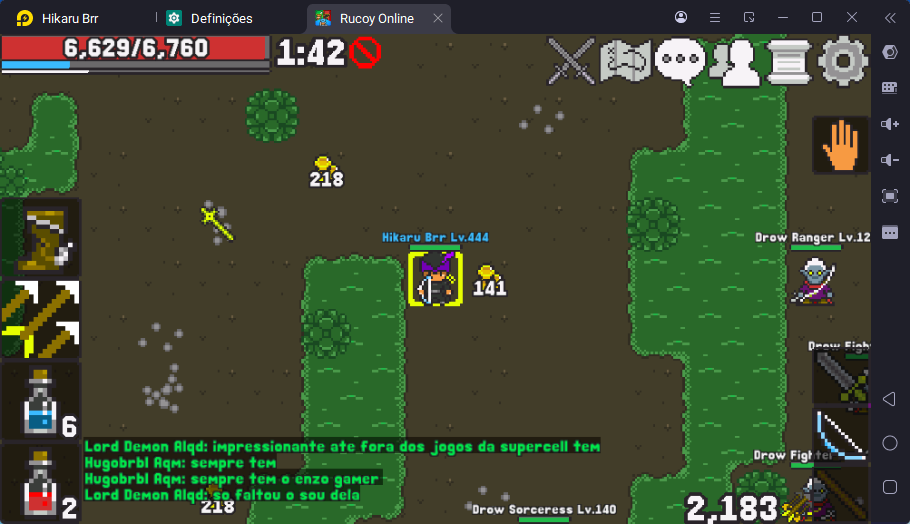 Hikaru Brr
Definições
Rucoy Online
6,629/6,760
1:42
218
Hikaru Brr Lv.444
141
Drow Ranger Lv.12
Drow Figh
6
Lord Demon Alqd: impressionante ate fora dos jogos da supercell tem
Hugobrbl Aqm: sempre tem
Drow Fighter
Hugobrbl Aqm: sempre tem o enzo gamer
Lord Demon Alqd: so faltou o sou dela
2
218
Drow Sorceress Lv.140
2,183